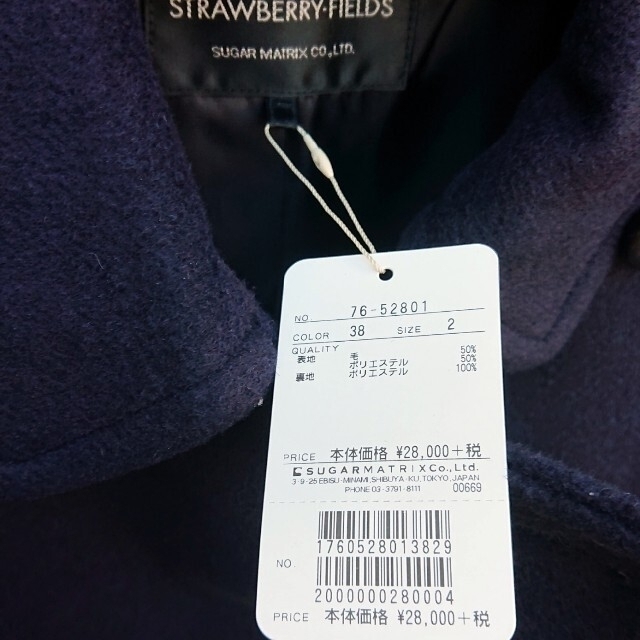 STRAWBERRY-FIELDS
SUGAR MATRIX CO.,LTD.
NO. 76-52801
COLOR 38 SIZE 2
QUALITY
表地 毛 50%
ポリエステル 50%
裏地 ポリエステル 100%
PRICE 本体価格 ¥28,000+税
SUGARMATRIXCo.,Ltd.
3-9-25 EBISU-MINAMI,SHIBUYA-KU,TOKYO,JAPAN
PHONE 03-3791-8111 00669
1760528013829
NO.
2000000280004
PRICE 本体価格 ¥28,000+税